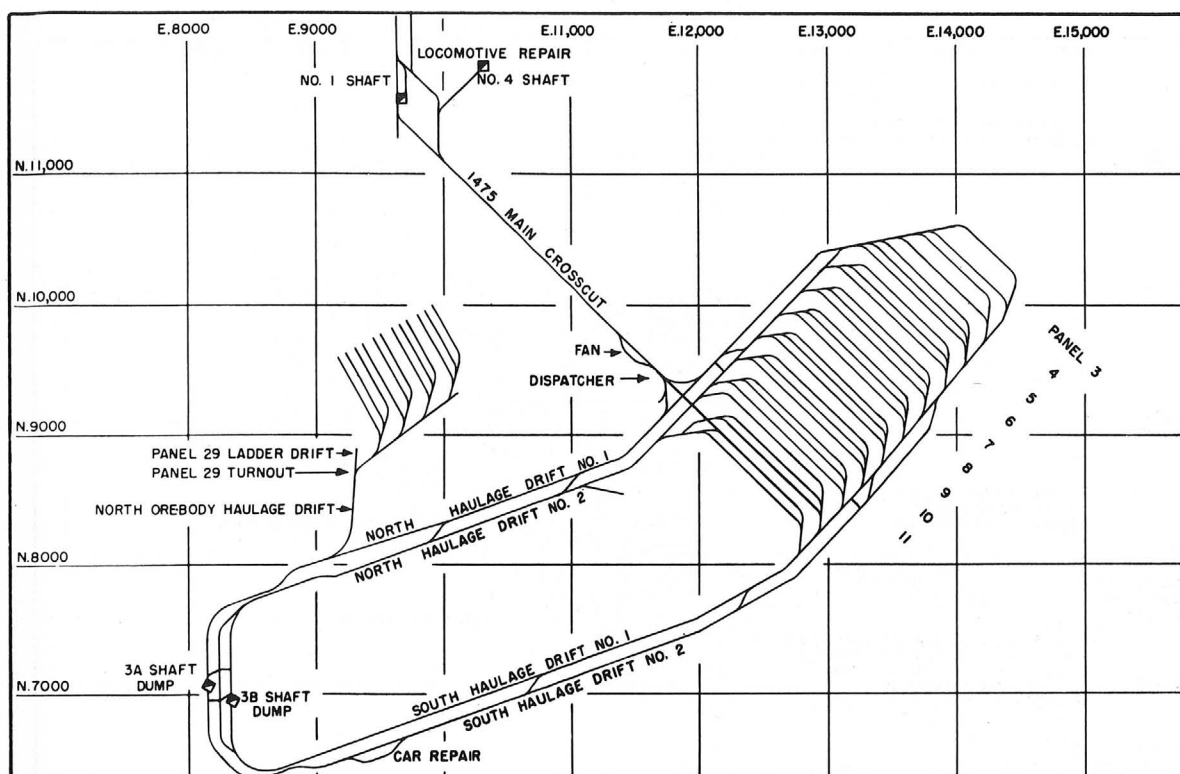 E.8000 E.9000 E.11,000 E.12,000 E.13,000 E.14,000 E.15,000
LOCOMOTIVE REPAIR
NO. 1 SHAFT
NO. 4 SHAFT
N.11,000
1475 MAIN CROSSCUT
N.10,000
FAN
DISPATCHER
PANEL 3
4
5
6
7
8
9
10
11
N.9000
PANEL 29 LADDER DRIFT
PANEL 29 TURNOUT
NORTH OREBODY HAULAGE DRIFT
NORTH HAULAGE DRIFT NO. 1
NORTH HAULAGE DRIFT NO. 2
N.8000
3A SHAFT
DUMP
3B SHAFT
DUMP
N.7000
SOUTH HAULAGE DRIFT NO. 1
SOUTH HAULAGE DRIFT NO. 2
CAR REPAIR